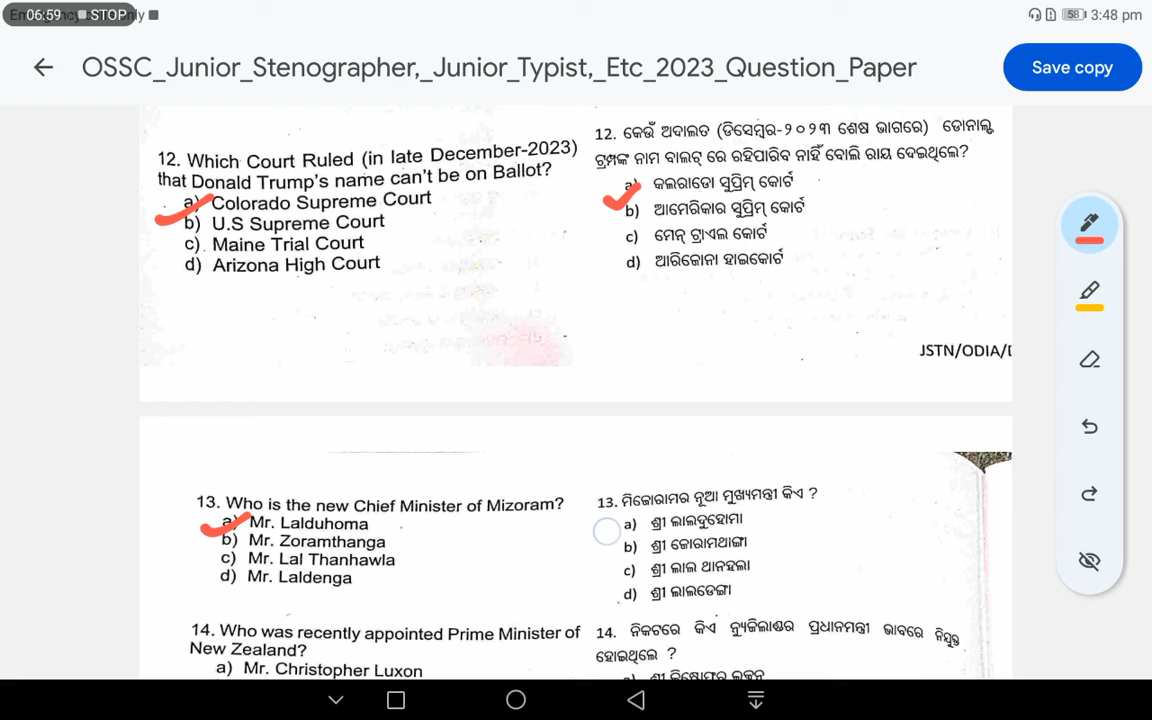 06:59 STOP
58 3:48 pm
OSSC_Junior_Stenographer,_Junior_Typist,_Etc_2023_Question_Paper
Save copy
12. Which Court Ruled (in late December-2023)
that Donald Trump's name can't be on Ballot?
a) Colorado Supreme Court
b) U.S Supreme Court
c) Maine Trial Court
d) Arizona High Court
12. କେଉଁ ଅଦାଲତ (ଡିସେମ୍ବର-୨୦୨୩ ଶେଷ ଭାଗରେ) ଡୋନାଲ୍ଡ
ଟ୍ରମ୍ପଙ୍କ ନାମ ବାଲଟ୍ ରେ ରହିପାରିବ ନାହିଁ ବୋଲି ରାୟ ଦେଇଥିଲେ?
a) କଲରାଡୋ ସୁପ୍ରିମ୍ କୋର୍ଟ
b) ଆମେରିକାର ସୁପ୍ରିମ୍ କୋର୍ଟ
c) ମେନ୍ ଟ୍ରାଏଲ କୋର୍ଟ
d) ଆରିଜୋନା ହାଇକୋର୍ଟ
JSTN/ODIA/
13. Who is the new Chief Minister of Mizoram?
a) Mr. Lalduhoma
b) Mr. Zoramthanga
c) Mr. Lal Thanhawla
d) Mr. Laldenga
13. ମିଜୋରାମର ନୂଆ ମୁଖ୍ୟମନ୍ତ୍ରୀ କିଏ ?
a) ଶ୍ରୀ ଲାଲଦୁହୋମା
b) ଶ୍ରୀ ଜୋରାମଥାଙ୍ଗା
c) ଶ୍ରୀ ଲାଲ ଥାନହଲା
d) ଶ୍ରୀ ଲାଲଡେଙ୍ଗା
14. Who was recently appointed Prime Minister of
New Zealand?
a) Mr. Christopher Luxon
14. ନିକଟରେ କିଏ ନ୍ୟୁଜିଲାଣ୍ଡର ପ୍ରଧାନମନ୍ତ୍ରୀ ଭାବରେ ନିଯୁକ୍ତ
ହୋଇଥିଲେ ?